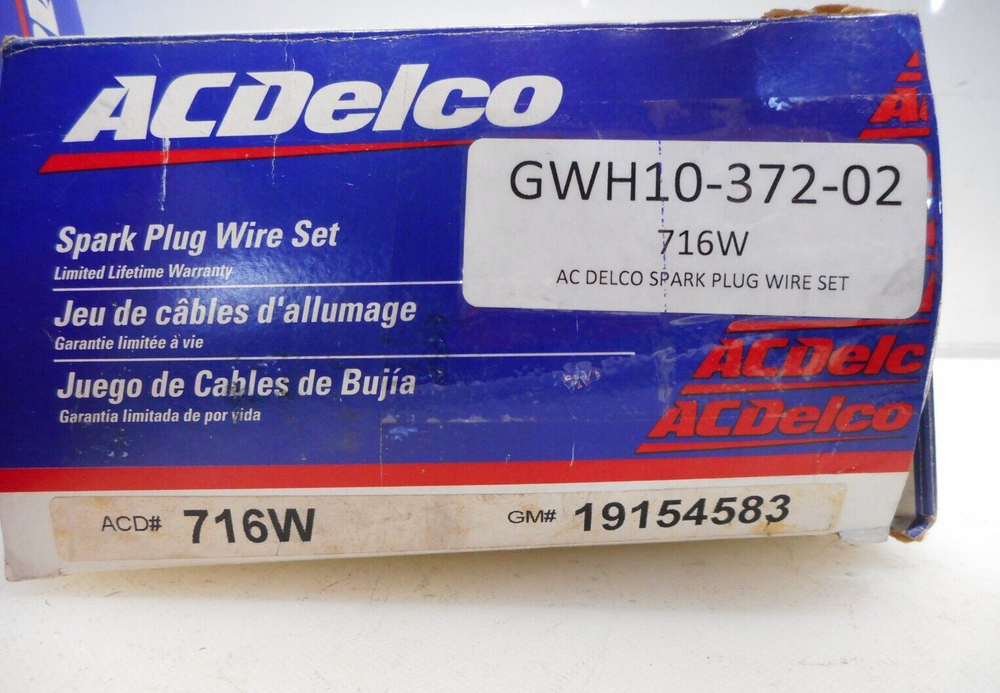 ACDelco
GWH10-372-02
716W
AC DELCO SPARK PLUG WIRE SET
Spark Plug Wire Set
Limited Lifetime Warranty
Jeu de câbles d'allumage
Garantie limitée à vie
Juego de Cables de Bujía
Garantía limitada de por vida
ACDelc
ACDelco
ACD# 716W GM# 19154583